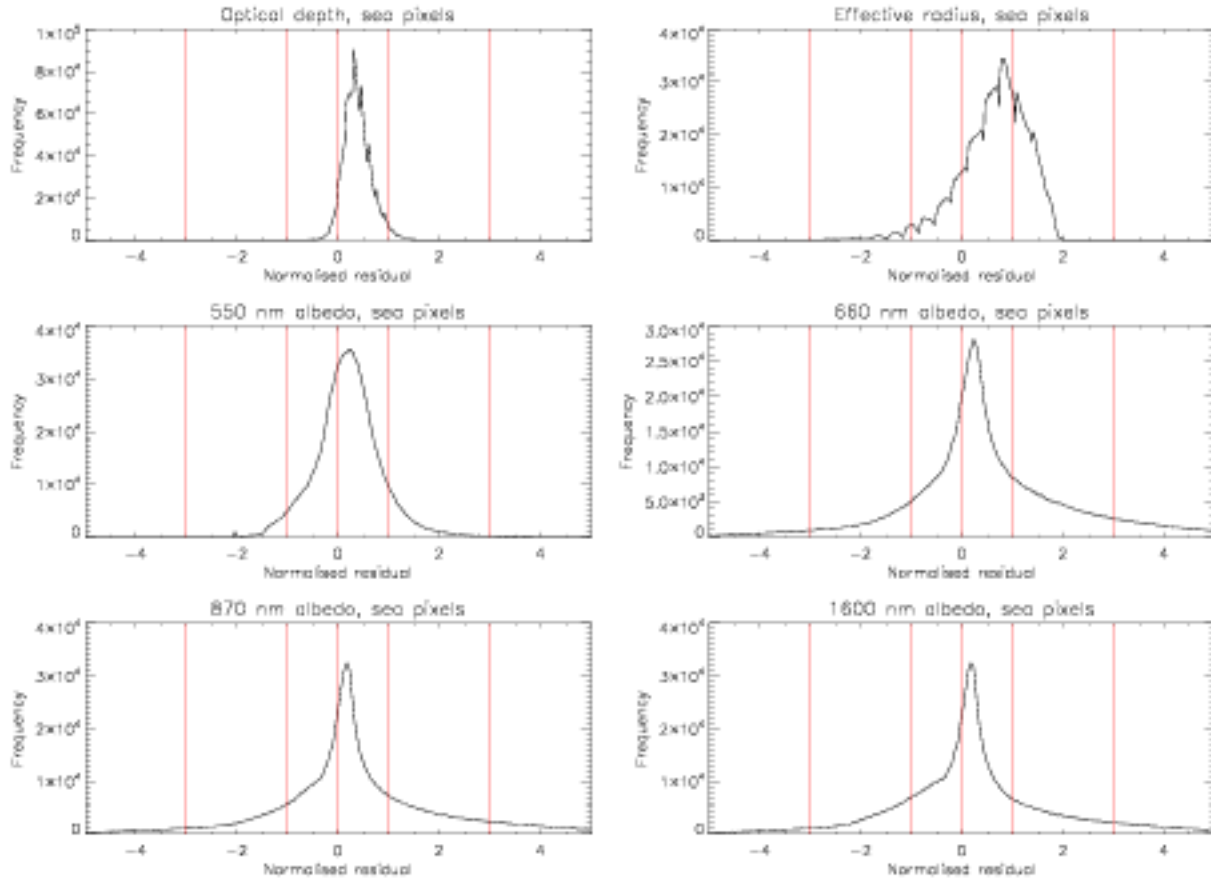 Optical depth, sea pixels
1×10⁵
8×10⁴
6×10⁴
4×10⁴
2×10⁴
0
Frequency
-4 -2 0 2 4
Normalised residual
Effective radius, sea pixels
4×10⁴
3×10⁴
2×10⁴
1×10⁴
0
Frequency
-4 -2 0 2 4
Normalised residual
550 nm albedo, sea pixels
4×10⁴
3×10⁴
2×10⁴
1×10⁴
0
Frequency
-4 -2 0 2 4
Normalised residual
660 nm albedo, sea pixels
3.0×10⁴
2.5×10⁴
2.0×10⁴
1.5×10⁴
1.0×10⁴
5.0×10³
0
Frequency
-4 -2 0 2 4
Normalised residual
870 nm albedo, sea pixels
4×10⁴
3×10⁴
2×10⁴
1×10⁴
0
Frequency
-4 -2 0 2 4
Normalised residual
1600 nm albedo, sea pixels
4×10⁴
3×10⁴
2×10⁴
1×10⁴
0
Frequency
-4 -2 0 2 4
Normalised residual